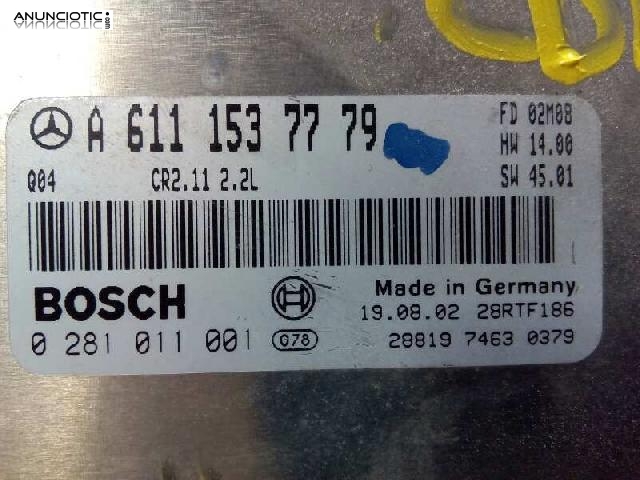 ANUNCIOTIC
A 611 153 77 79
FD 02M08
HW 14.00
SW 45.01
Q04 CR2.11 2.2L
BOSCH
Made in Germany
19.08.02 28RTF186
0 281 011 001 G78
28819 7463 0379